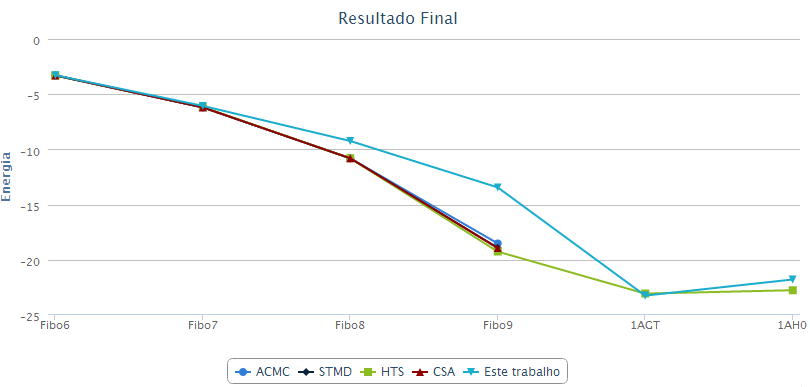 Resultado Final
0
-5
-10
-15
-20
-25
Energia
Fibo6 Fibo7 Fibo8 Fibo9 1AGT 1AH0
ACMC STMD HTS CSA Este trabalho